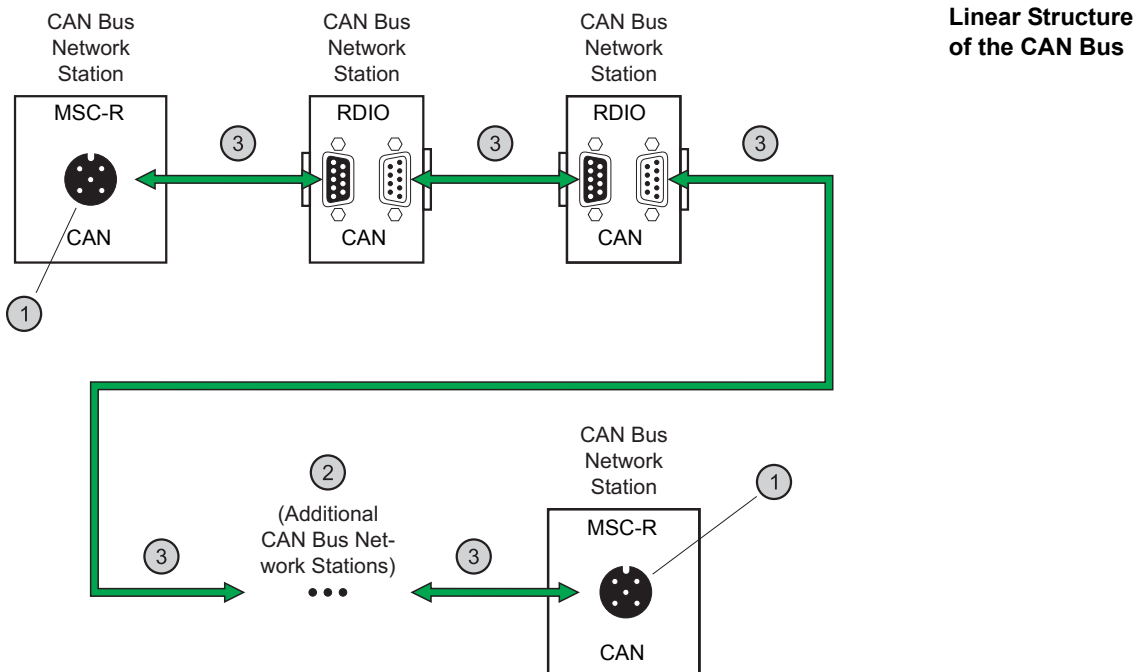 CAN Bus
Network
Station
MSC-R
CAN
1
3
CAN Bus
Network
Station
RDIO
CAN
3
CAN Bus
Network
Station
RDIO
CAN
3
Linear Structure
of the CAN Bus
3
2
(Additional
CAN Bus Net-
work Stations)
•••
3
CAN Bus
Network
Station
MSC-R
CAN
1